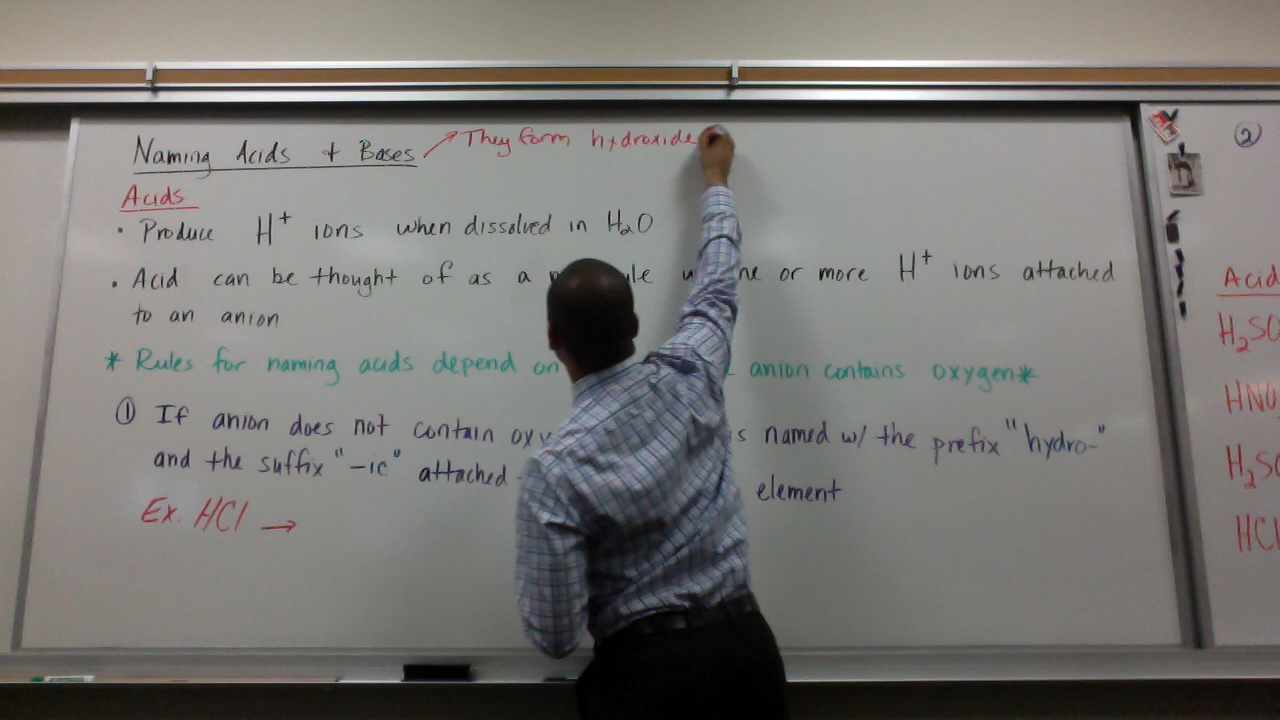 Naming Acids + Bases
They form hydroxide
Acids
• Produce H⁺ ions when dissolved in H₂O
• Acid can be thought of as a or more H⁺ ions attached
to an anion
* Rules for naming acids depend on anion contains oxygen*
① If anion does not contain named w/ the prefix "hydro-"
and the suffix "-ic" attached
element
Ex. HCl →
②
Acid
H₂SO
HNO
H₂SO
HCl